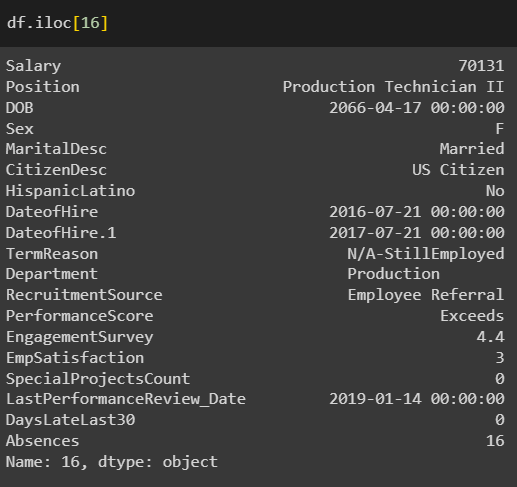 df.iloc[16]
Salary 70131
Position Production Technician II
DOB 2066-04-17 00:00:00
Sex F
MaritalDesc Married
CitizenDesc US Citizen
HispanicLatino No
DateofHire 2016-07-21 00:00:00
DateofHire.1 2017-07-21 00:00:00
TermReason N/A-StillEmployed
Department Production
RecruitmentSource Employee Referral
PerformanceScore Exceeds
EngagementSurvey 4.4
EmpSatisfaction 3
SpecialProjectsCount 0
LastPerformanceReview_Date 2019-01-14 00:00:00
DaysLateLast30 0
Absences 16
Name: 16, dtype: object